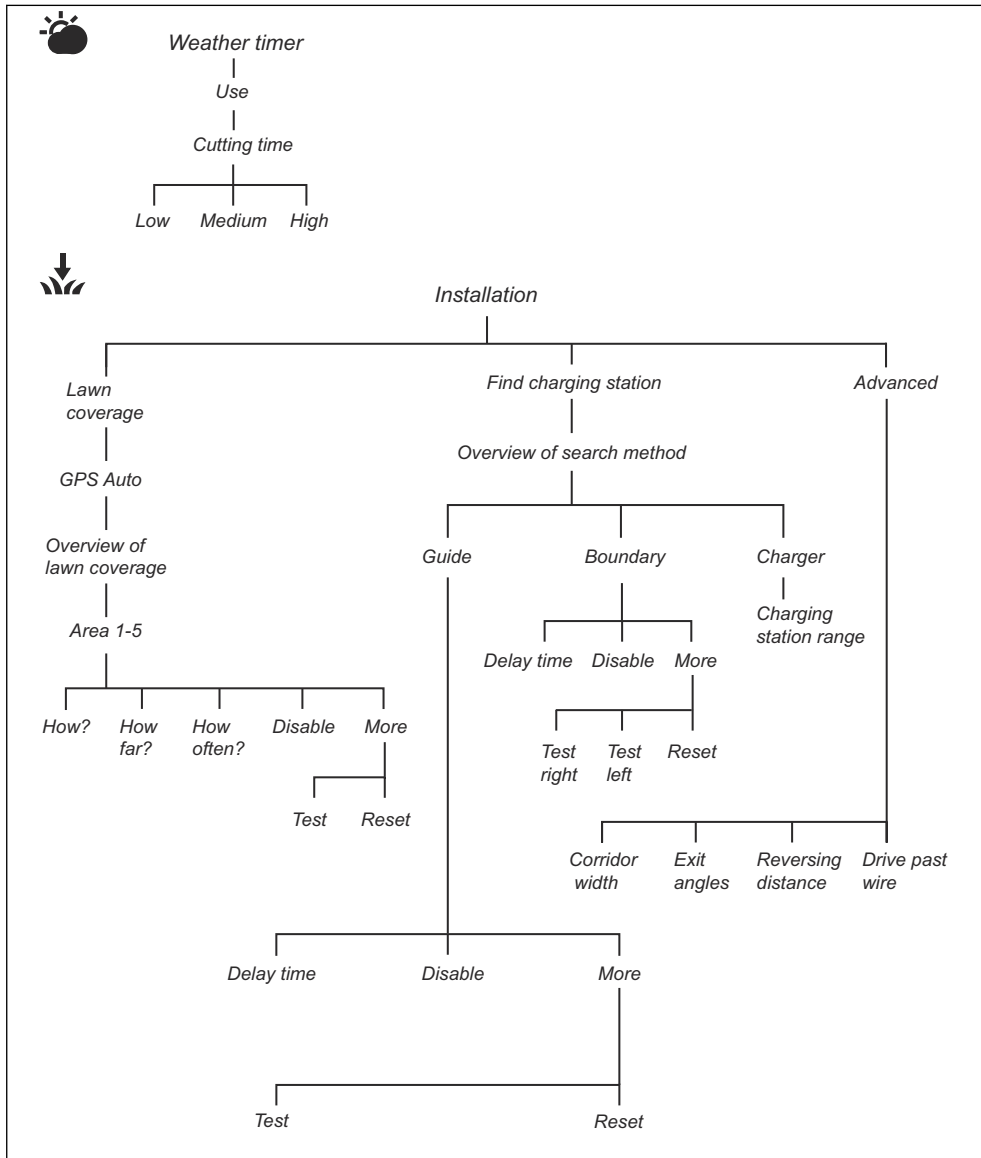 Weather timer
Use
Cutting time
Low Medium High
Installation
Lawn
coverage
Find charging station
Advanced
GPS Auto
Overview of search method
Overview of
lawn coverage
Guide
Boundary
Charger
Charging
station range
Area 1-5
Delay time Disable More
How?
How
far?
How
often?
Disable
More
Test
right
Test
left
Reset
Test Reset
Corridor
width
Exit
angles
Reversing
distance
Drive past
wire
Delay time Disable More
Test Reset